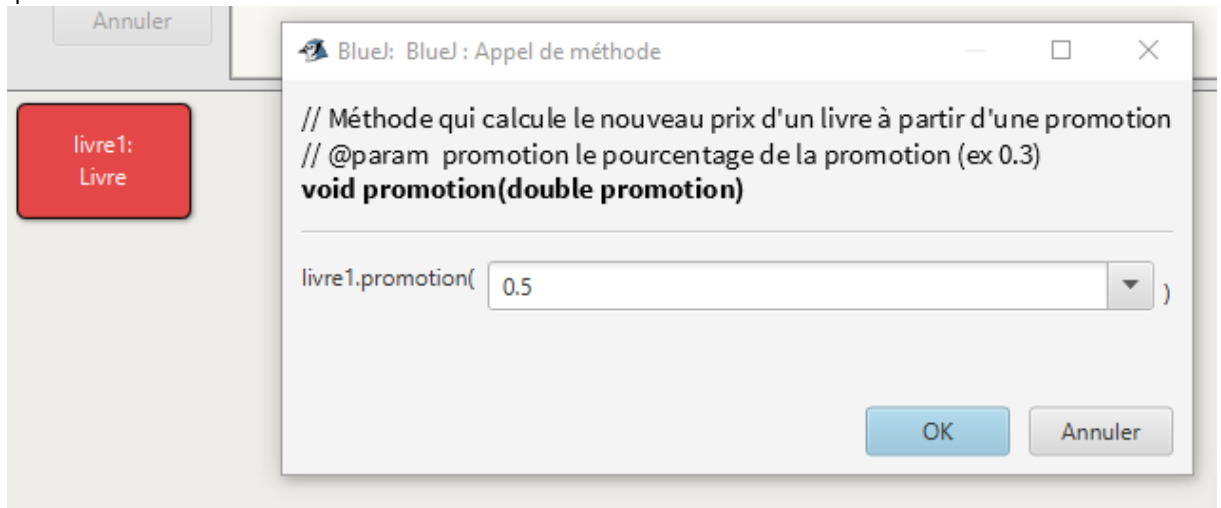 Annuler
BlueJ: BlueJ : Appel de méthode
// Méthode qui calcule le nouveau prix d'un livre à partir d'une promotion
// @param promotion le pourcentage de la promotion (ex 0.3)
void promotion(double promotion)
livre1:
Livre
livre1.promotion( 0.5 )
OK Annuler